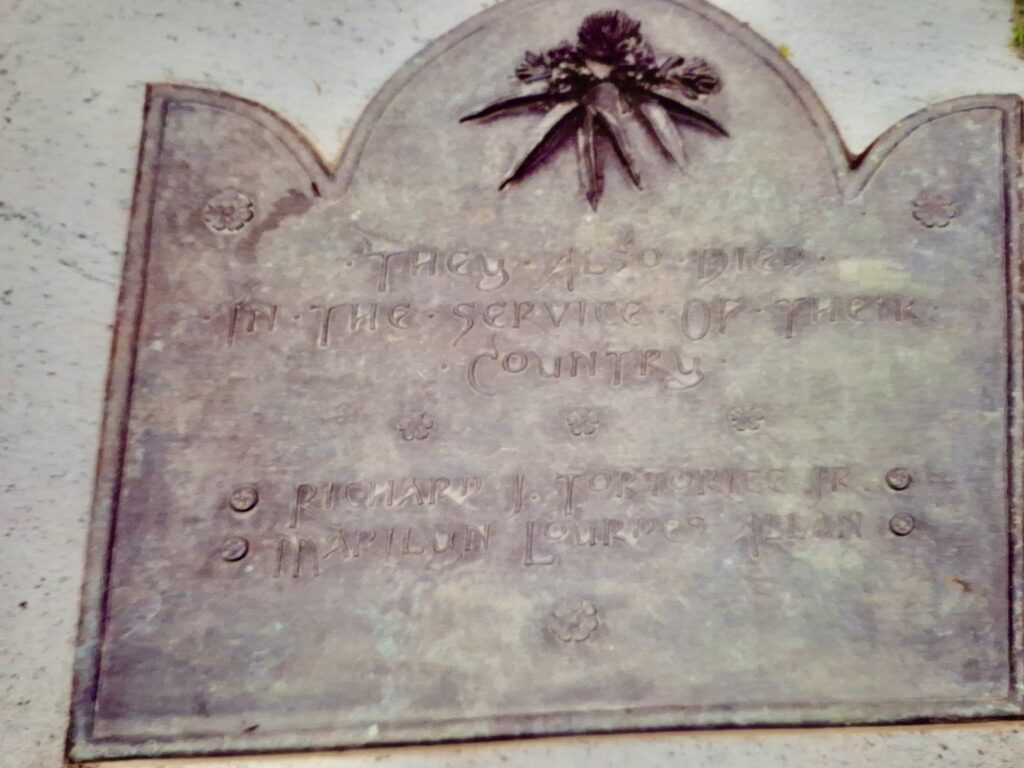 · They · Also · Died ·
· In · The · Service · Of · Their ·
· Country ·
Richard J. Tortorice Jr.
Marilyn Lourdes Allan